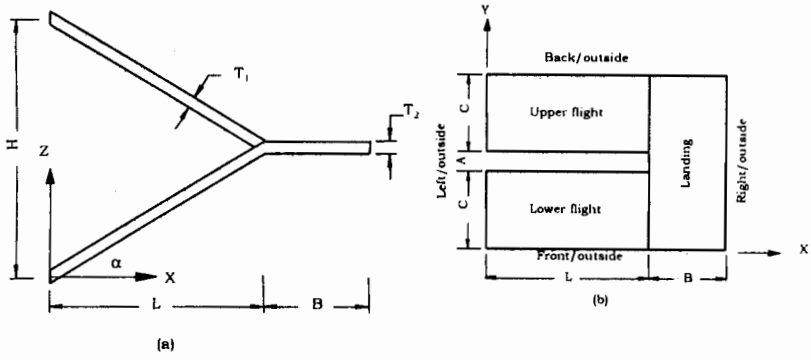 H
Z
T₁
T₂
α
X
L
B
(a)
Y
Back/outside
C
Upper flight
Left/outside
A
Landing
Right/outside
C
Lower flight
Front/outside
X
L
B
(b)